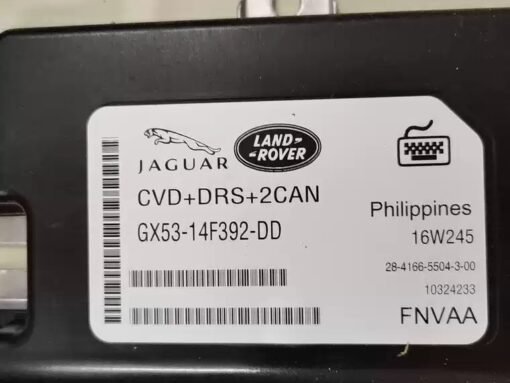 JAGUAR
LAND-
-ROVER
CVD+DRS+2CAN
GX53-14F392-DD
Philippines
16W245
28-4166-5504-3-00
10324233
FNVAA